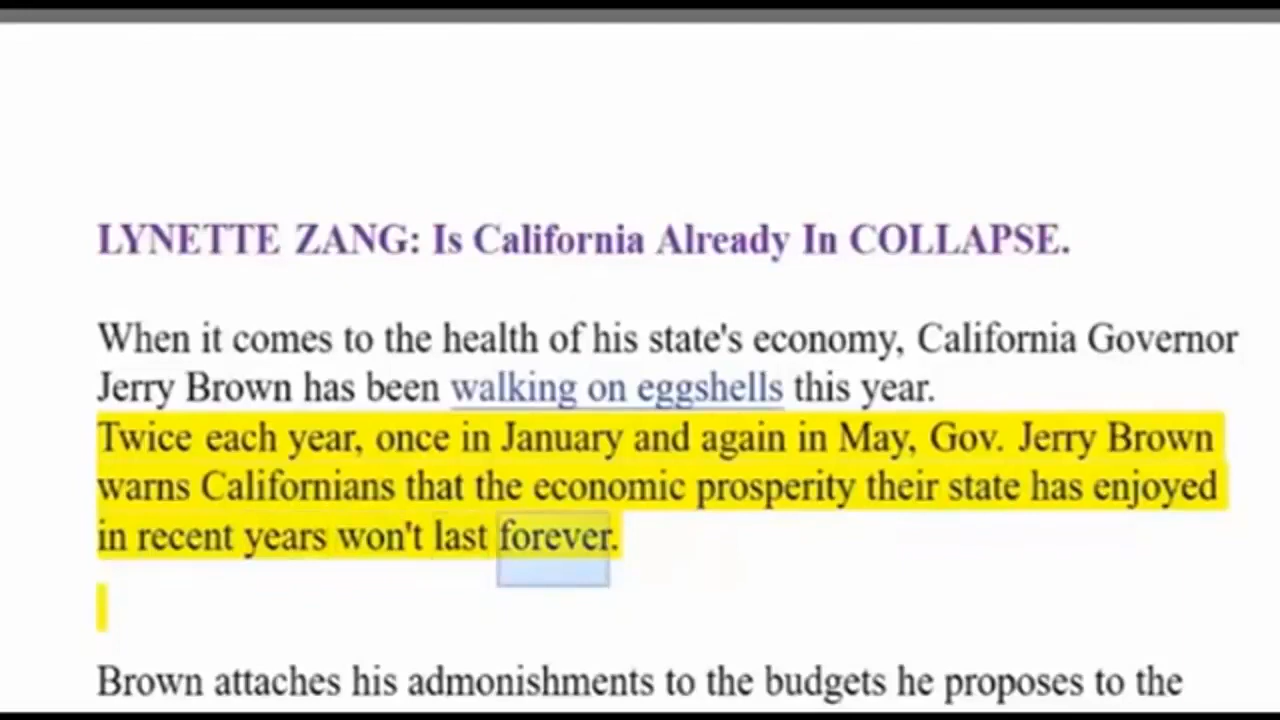 LYNETTE ZANG: Is California Already In COLLAPSE.
When it comes to the health of his state's economy, California Governor
Jerry Brown has been walking on eggshells this year.
Twice each year, once in January and again in May, Gov. Jerry Brown
warns Californians that the economic prosperity their state has enjoyed
in recent years won't last forever.
Brown attaches his admonishments to the budgets he proposes to the